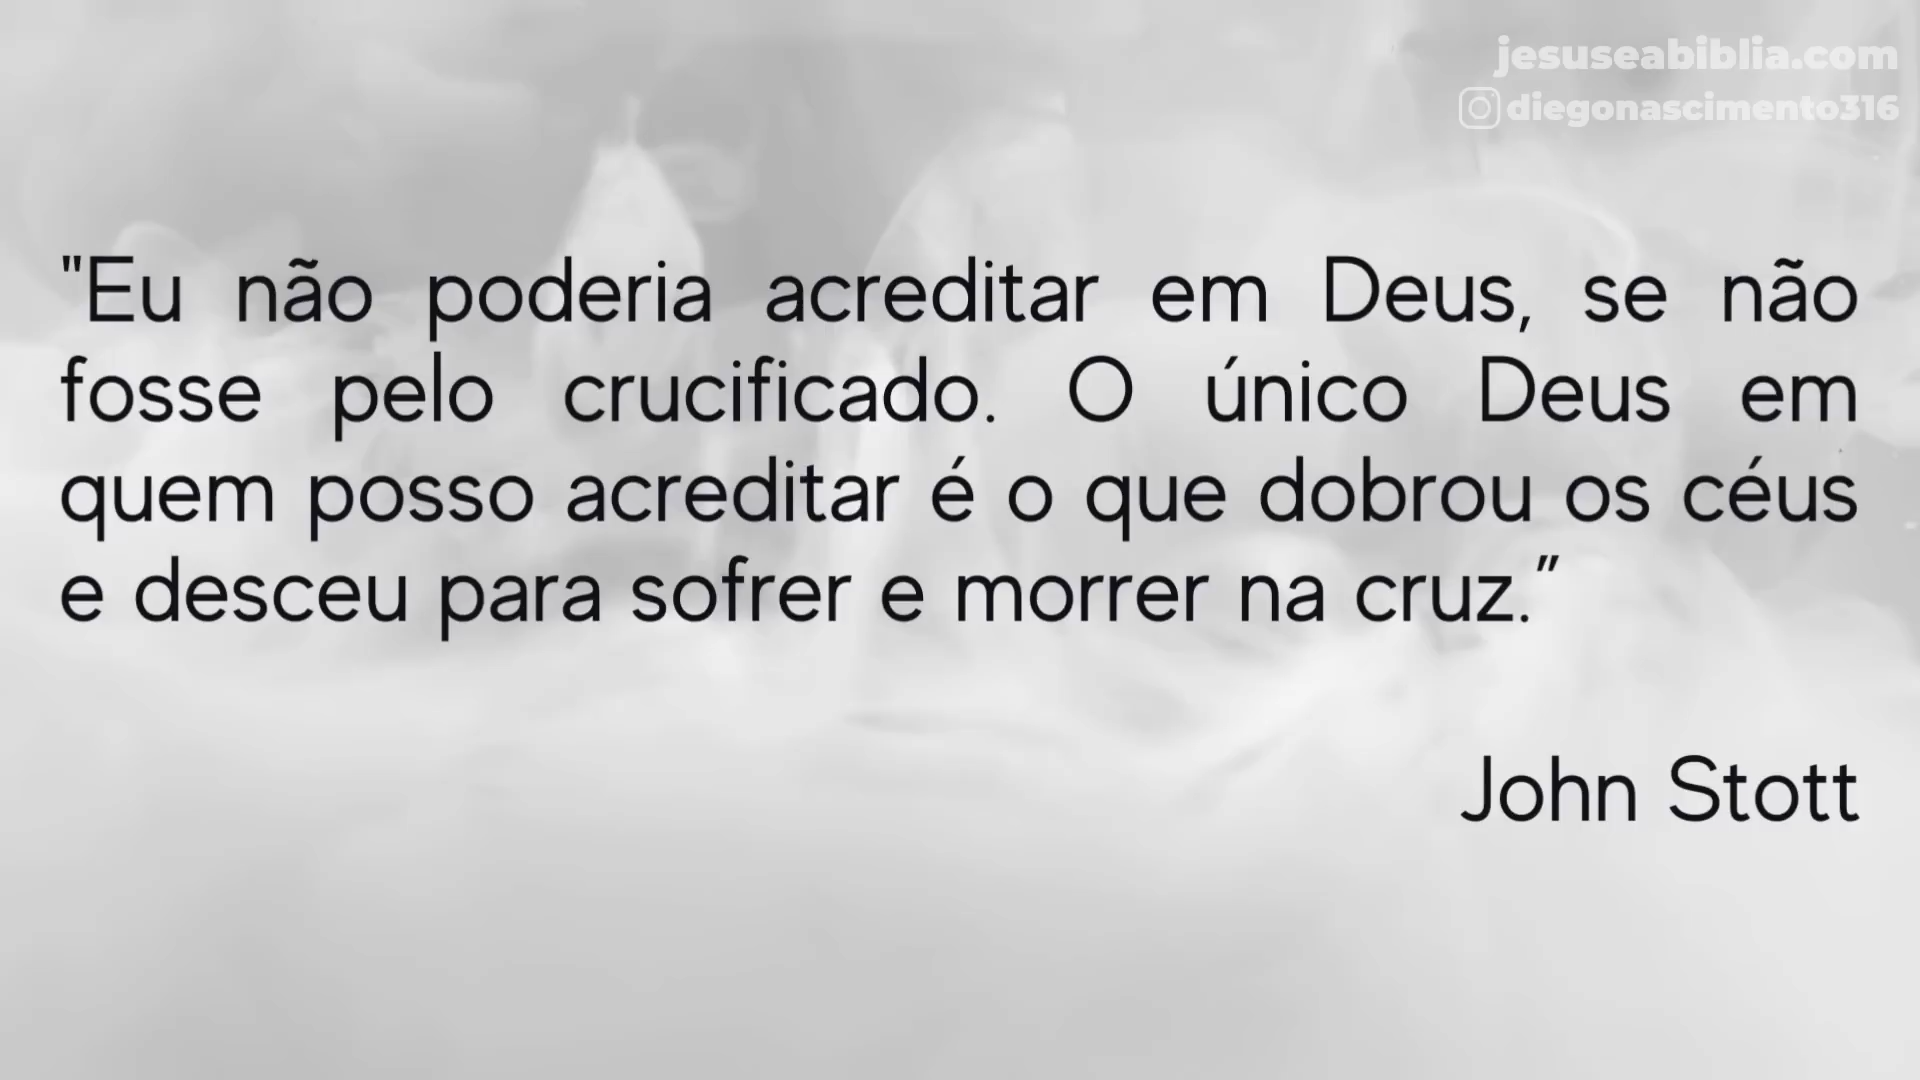 jesuseabiblia.com
diegonascimento316
"Eu não poderia acreditar em Deus, se não
fosse pelo crucificado. O único Deus em
quem posso acreditar é o que dobrou os céus
e desceu para sofrer e morrer na cruz.”
John Stott